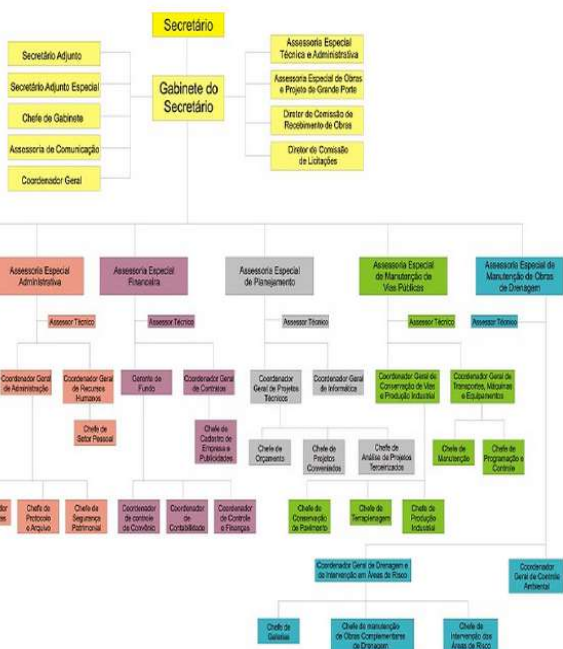 Secretário
Secretário Adjunto
Secretário Adjunto Especial
Chefe de Gabinete
Assessoria de Comunicação
Coordenador Geral
Gabinete do
Secretário
Assessoria Especial
Técnica e Administrativa
Assessoria Especial de Obras
e Projeto de Grande Porte
Diretor de Comissão de
Recebimento de Obras
Diretor de Comissão
de Licitações
Assessoria Especial
Administrativa
Assessoria Especial
Financeira
Assessoria Especial
de Planejamento
Assessoria Especial
de Manutenção de
Vias Públicas
Assessoria Especial de
Manutenção de Obras
de Drenagem
Assessor Técnico
Assessor Técnico
Assessor Técnico
Assessor Técnico
Assessor Técnico
Coordenador Geral
de Administração
Coordenador Geral
de Recursos
Humanos
Gerente de
Fundo
Coordenador Geral
de Contratos
Coordenador
Geral de Projetos
Técnicos
Coordenador Geral
de Informática
Coordenador Geral de
Conservação de Vias
e Produção Industrial
Coordenador Geral de
Transportes, Máquinas
e Equipamentos
Chefe de
Setor Pessoal
Chefe de
Cadastro de
Empresa e
Publicidades
Chefe de
Orçamento
Chefe de
Projetos
Conveniados
Chefe de
Análise de Projetos
Terceirizados
Chefe de
Manutenção
Chefe de
Programação e
Controle
Chefe de
Protocolo
e Arquivo
Chefe de
Segurança
Patrimonial
Coordenador
de controle
de Convênio
Coordenador
de
Contabilidade
Coordenador
de Controle
e Finanças
Chefe de
Conservação
de Pavimento
Chefe de
Terraplenagem
Chefe de
Produção
Industrial
Coordenador Geral de Drenagem e
de Intervenção em Áreas de Risco
Coordenador
Geral de Controle
Ambiental
Chefe de
Galerias
Chefe de manutenção
de Obras Complementares
de Drenagem
Chefe de
Intervenção das
Áreas de Risco